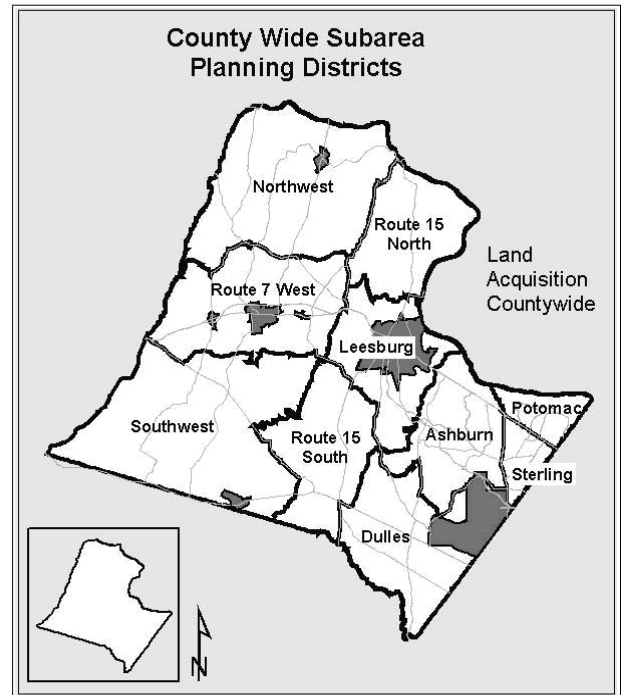 County Wide Subarea
Planning Districts
Northwest
Route 15
North
Land
Acquisition
Countywide
Route 7 West
Leesburg
Potomac
Southwest
Route 15
South
Ashburn
Sterling
Dulles
N